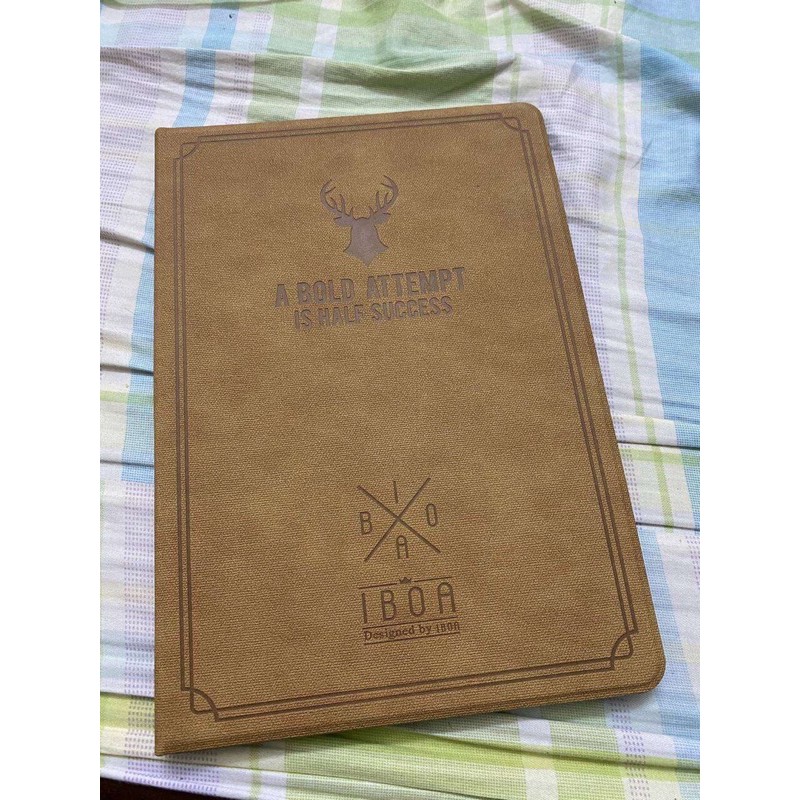 A BOLD ATTEMPT
IS HALF SUCCESS
I
B O
A
IBOA
Designed by IBOA